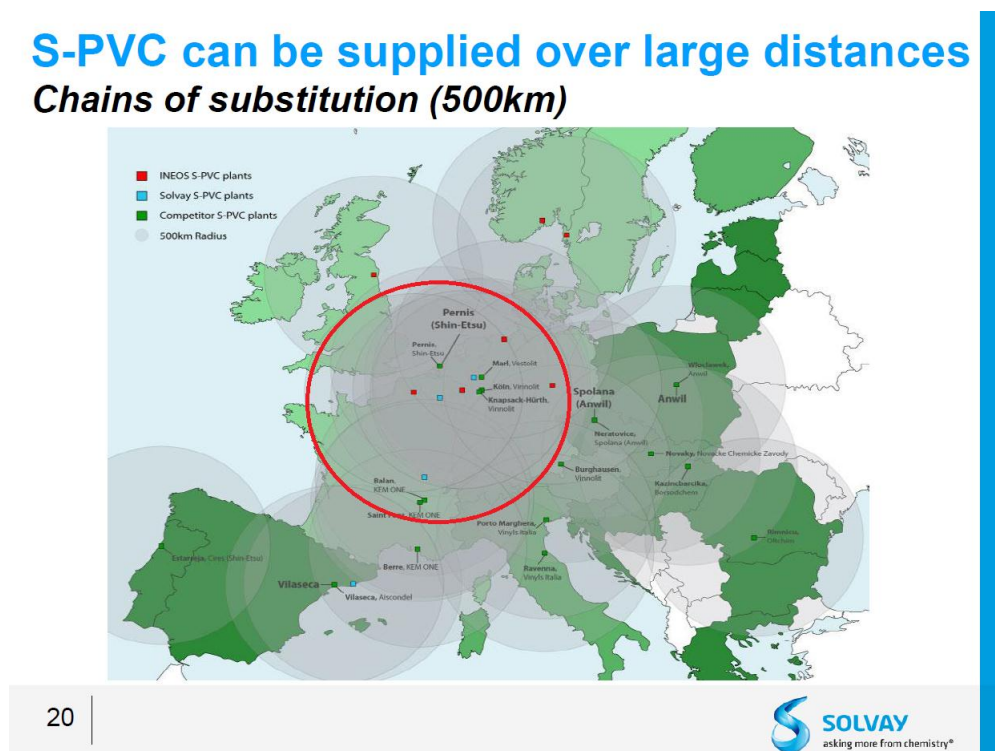 S-PVC can be supplied over large distances
Chains of substitution (500km)
INEOS S-PVC plants
Solvay S-PVC plants
Competitor S-PVC plants
500km Radius
Pernis
(Shin-Etsu)
Pernis,
Shin-Etsu
Marl, Vestolit
Köln, Vinnolit
Knapsack-Hürth,
Vinnolit
Wloclawek,
Anwil
Anwil
Spolana
(Anwil)
Neratovice,
Spolana (Anwil)
Novaky, Novacke Chemicke Zavody
Burghausen,
Vinnolit
Kazincbarcika,
Borsodchem
Balan,
KEM ONE
Saint Fons, KEM ONE
Porto Marghera,
Vinyls Italia
Oltchim
Estarreja, Cires (Shin-Etsu)
Berre, KEM ONE
Ravenna,
Vinyls Italia
Vilaseca
Vilaseca, Aiscondel
20
SOLVAY
asking more from chemistry®